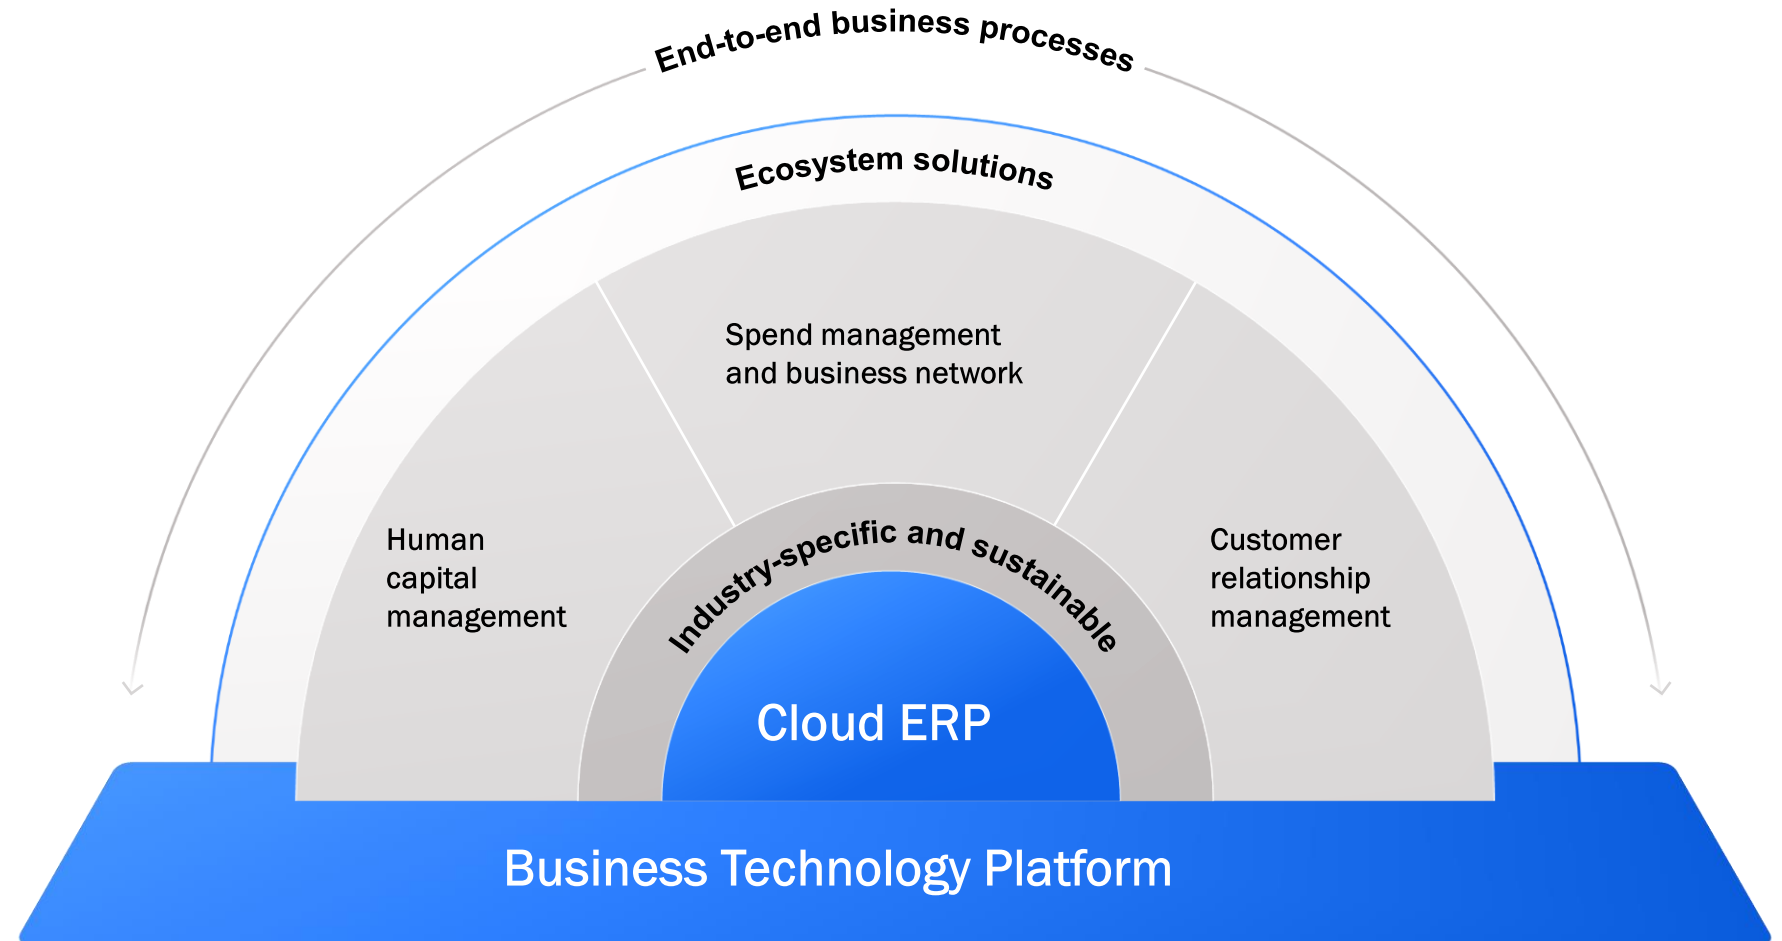 End-to-end business processes
Ecosystem solutions
Spend management
and business network
Human
capital
management
Customer
relationship
management
Industry-specific and sustainable
Cloud ERP
Business Technology Platform